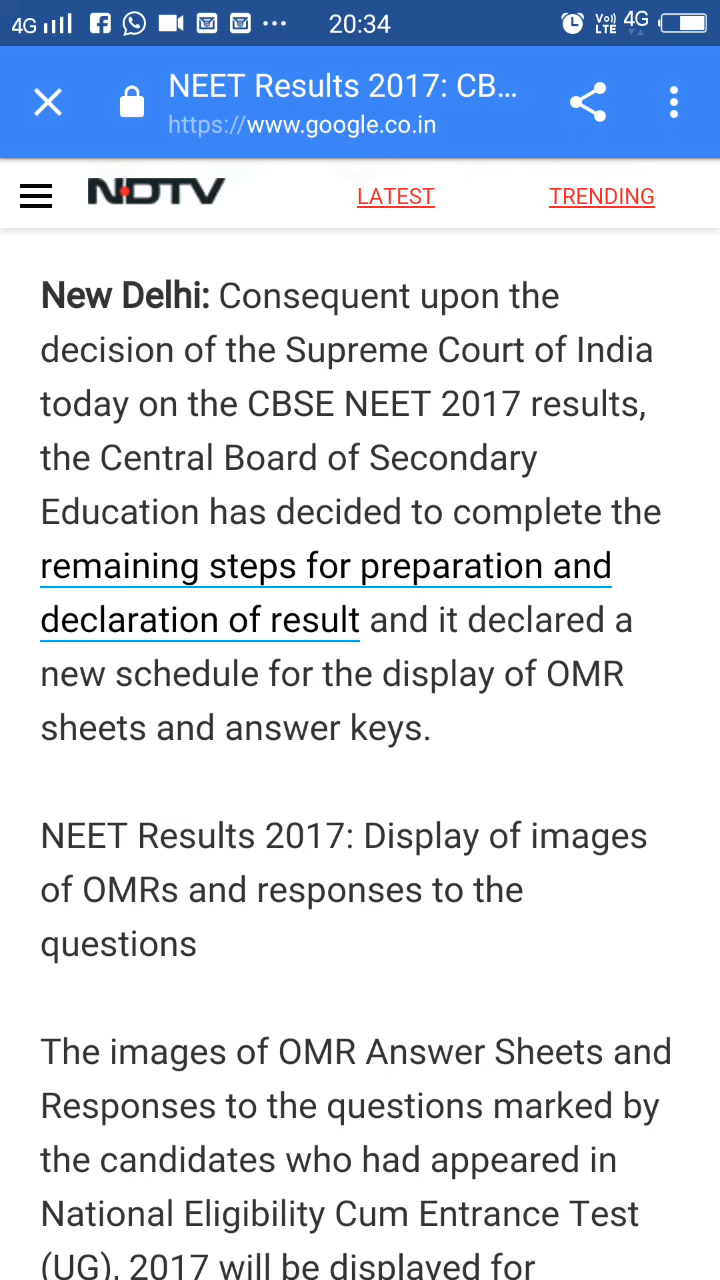 4G 20:34 Vo)) LTE 4G
NEET Results 2017: CB...
https://www.google.co.in
NDTV LATEST TRENDING
New Delhi: Consequent upon the
decision of the Supreme Court of India
today on the CBSE NEET 2017 results,
the Central Board of Secondary
Education has decided to complete the
remaining steps for preparation and
declaration of result and it declared a
new schedule for the display of OMR
sheets and answer keys.
NEET Results 2017: Display of images
of OMRs and responses to the
questions
The images of OMR Answer Sheets and
Responses to the questions marked by
the candidates who had appeared in
National Eligibility Cum Entrance Test
(UG), 2017 will be displayed for